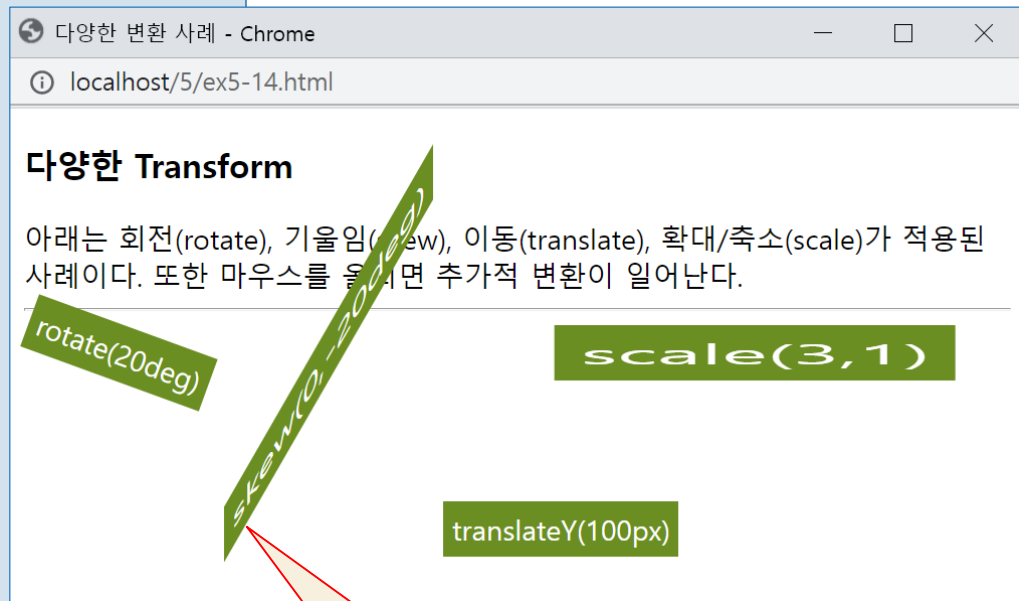 다양한 변환 사례 - Chrome
localhost/5/ex5-14.html
다양한 Transform
아래는 회전(rotate), 기울임(skew), 이동(translate), 확대/축소(scale)가 적용된
사례이다. 또한 마우스를 올리면 추가적 변환이 일어난다.
rotate(20deg)
skew(0, -20deg)
scale(3,1)
translateY(100px)